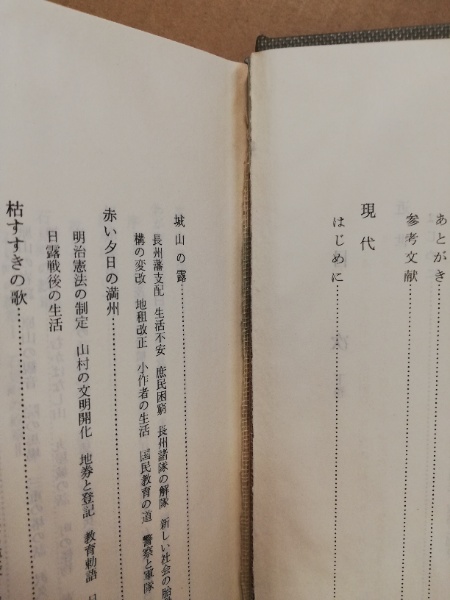 あとがき
参考文献
現代
はじめに
城山の露
長州藩支配 生活不安 庶民困窮 長州諸隊の解隊 新しい社会の胎
構の変改 地租改正 小作者の生活 国民教育の道 警察と軍隊
赤い夕日の満州
明治憲法の制定 山村の文明開化 地券と登記 教育勅語 日
日露戦後の生活
枯すすきの歌